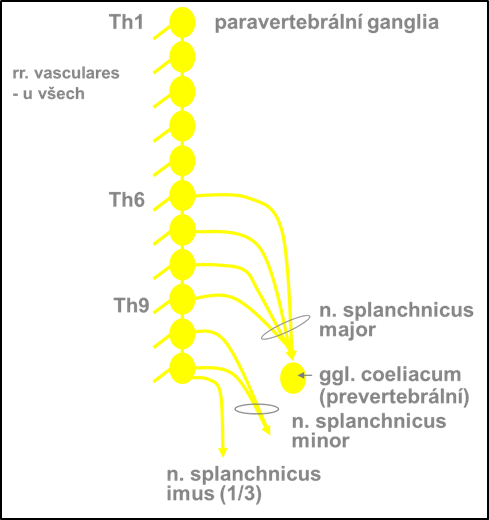 Th1
paravertebrální ganglia
rr. vasculares
- u všech
Th6
Th9
n. splanchnicus
major
ggl. coeliacum
(prevertebrální)
n. splanchnicus
minor
n. splanchnicus
imus (1/3)